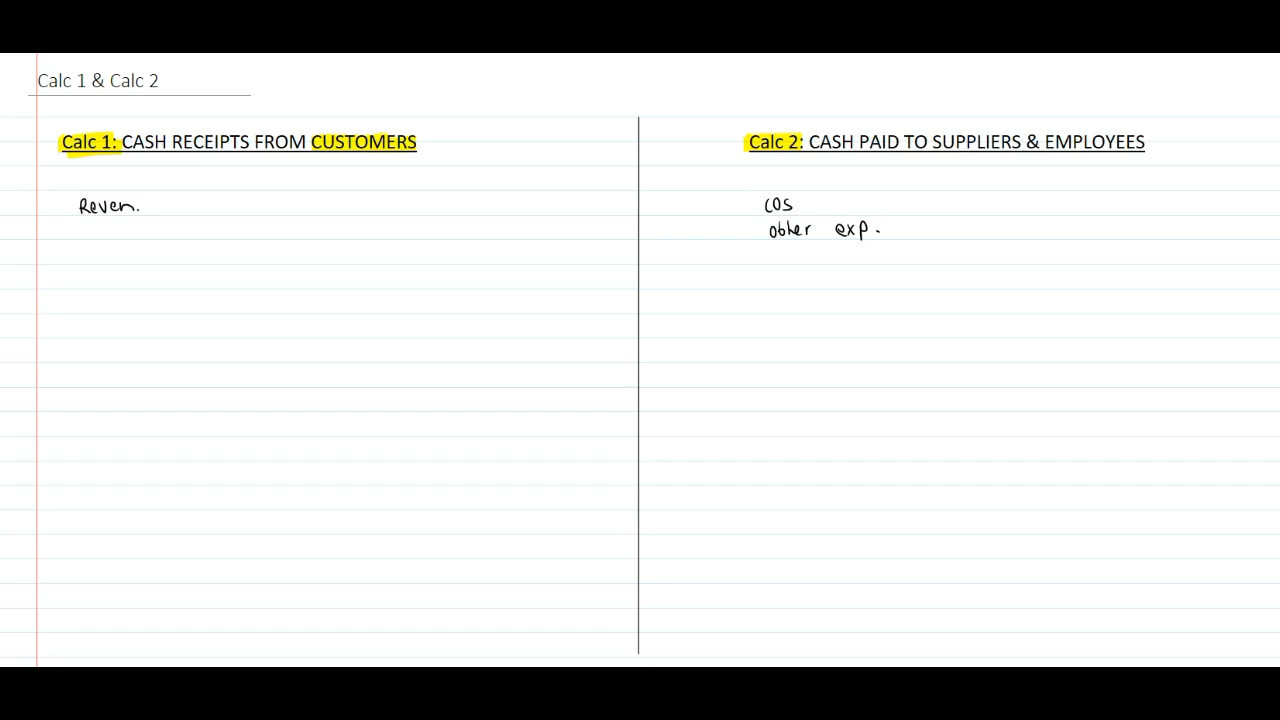 Calc 1 & Calc 2
Calc 1: CASH RECEIPTS FROM CUSTOMERS
Reven.
Calc 2: CASH PAID TO SUPPLIERS & EMPLOYEES
COS
other exp.